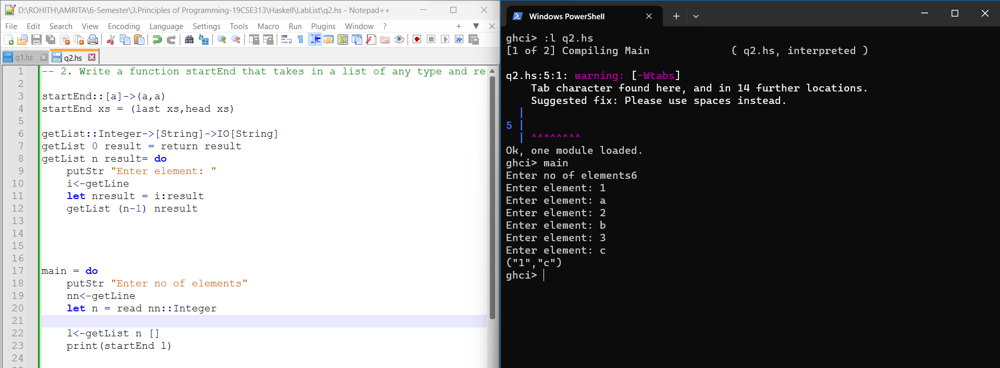 D:\ROHITH\AMRITA\6-Semester\3.Principles of Programming-19CSE313\Haskell\LabList\q2.hs - Notepad++
File Edit Search View Encoding Language Settings Tools Macro Run Plugins Window ?
q1.hs q2.hs
1 -- 2. Write a function startEnd that takes in a list of any type and re
2
3 startEnd::[a]->(a,a)
4 startEnd xs = (last xs,head xs)
5
6 getList::Integer->[String]->IO[String]
7 getList 0 result = return result
8 getList n result= do
9 putStr "Enter element: "
10 i<-getLine
11 let nresult = i:result
12 getList (n-1) nresult
13
14
15
16
17 main = do
18 putStr "Enter no of elements"
19 nn<-getLine
20 let n = read nn::Integer
21
22 l<-getList n []
23 print(startEnd l)
24
Windows PowerShell
ghci> :l q2.hs
[1 of 2] Compiling Main ( q2.hs, interpreted )
q2.hs:5:1: warning: [-Wtabs]
Tab character found here, and in 14 further locations.
Suggested fix: Please use spaces instead.
|
5 |
| ^^^^^^^^
Ok, one module loaded.
ghci> main
Enter no of elements6
Enter element: 1
Enter element: a
Enter element: 2
Enter element: b
Enter element: 3
Enter element: c
("1","c")
ghci>